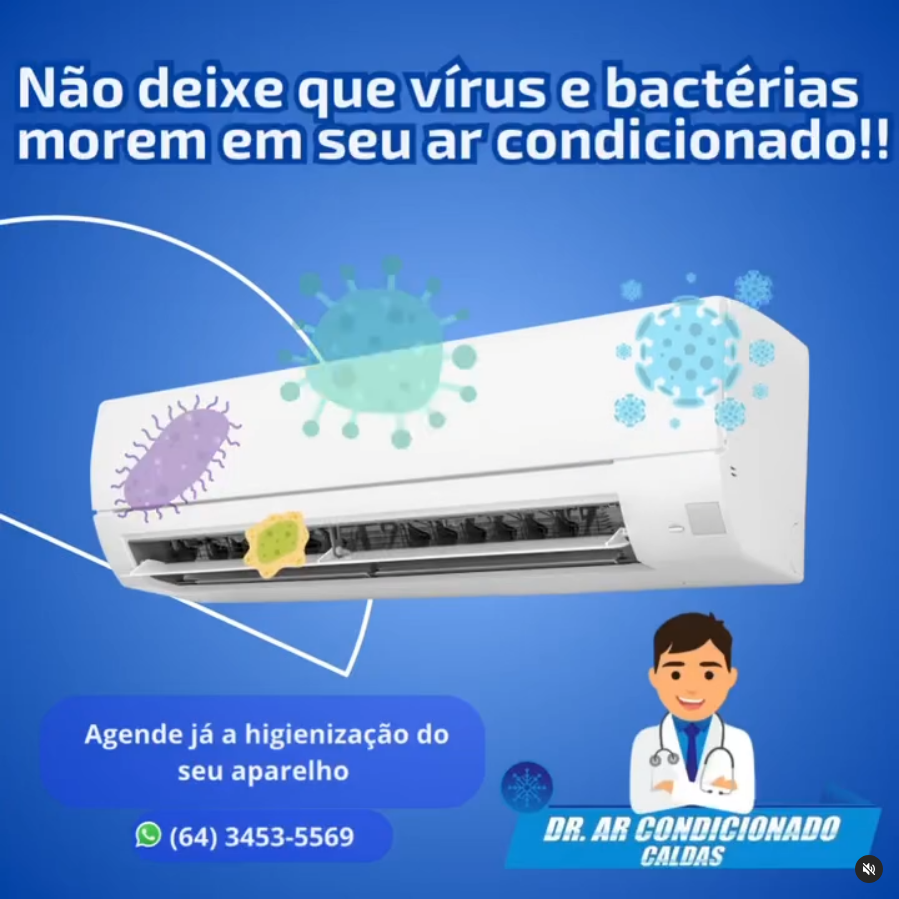 Não deixe que vírus e bactérias
morem em seu ar condicionado!!
Agende já a higienização do
seu aparelho
(64) 3453-5569
DR. AR CONDICIONADO
CALDAS